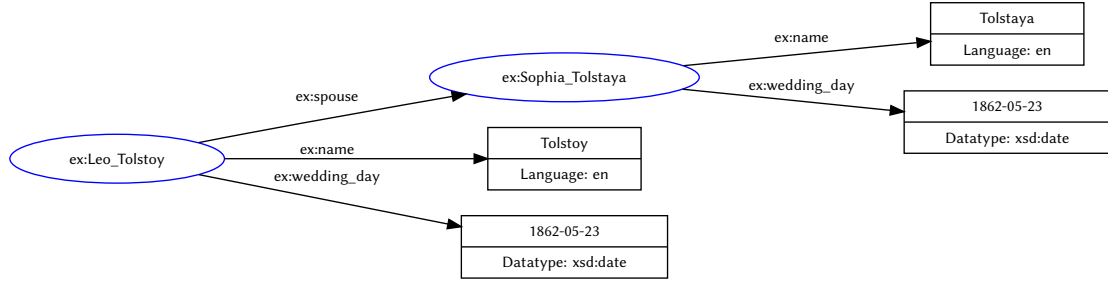 Tolstaya
Language: en
ex:name
ex:Sophia_Tolstaya
ex:wedding_day
1862-05-23
Datatype: xsd:date
ex:spouse
ex:Leo_Tolstoy
ex:name
Tolstoy
Language: en
ex:wedding_day
1862-05-23
Datatype: xsd:date